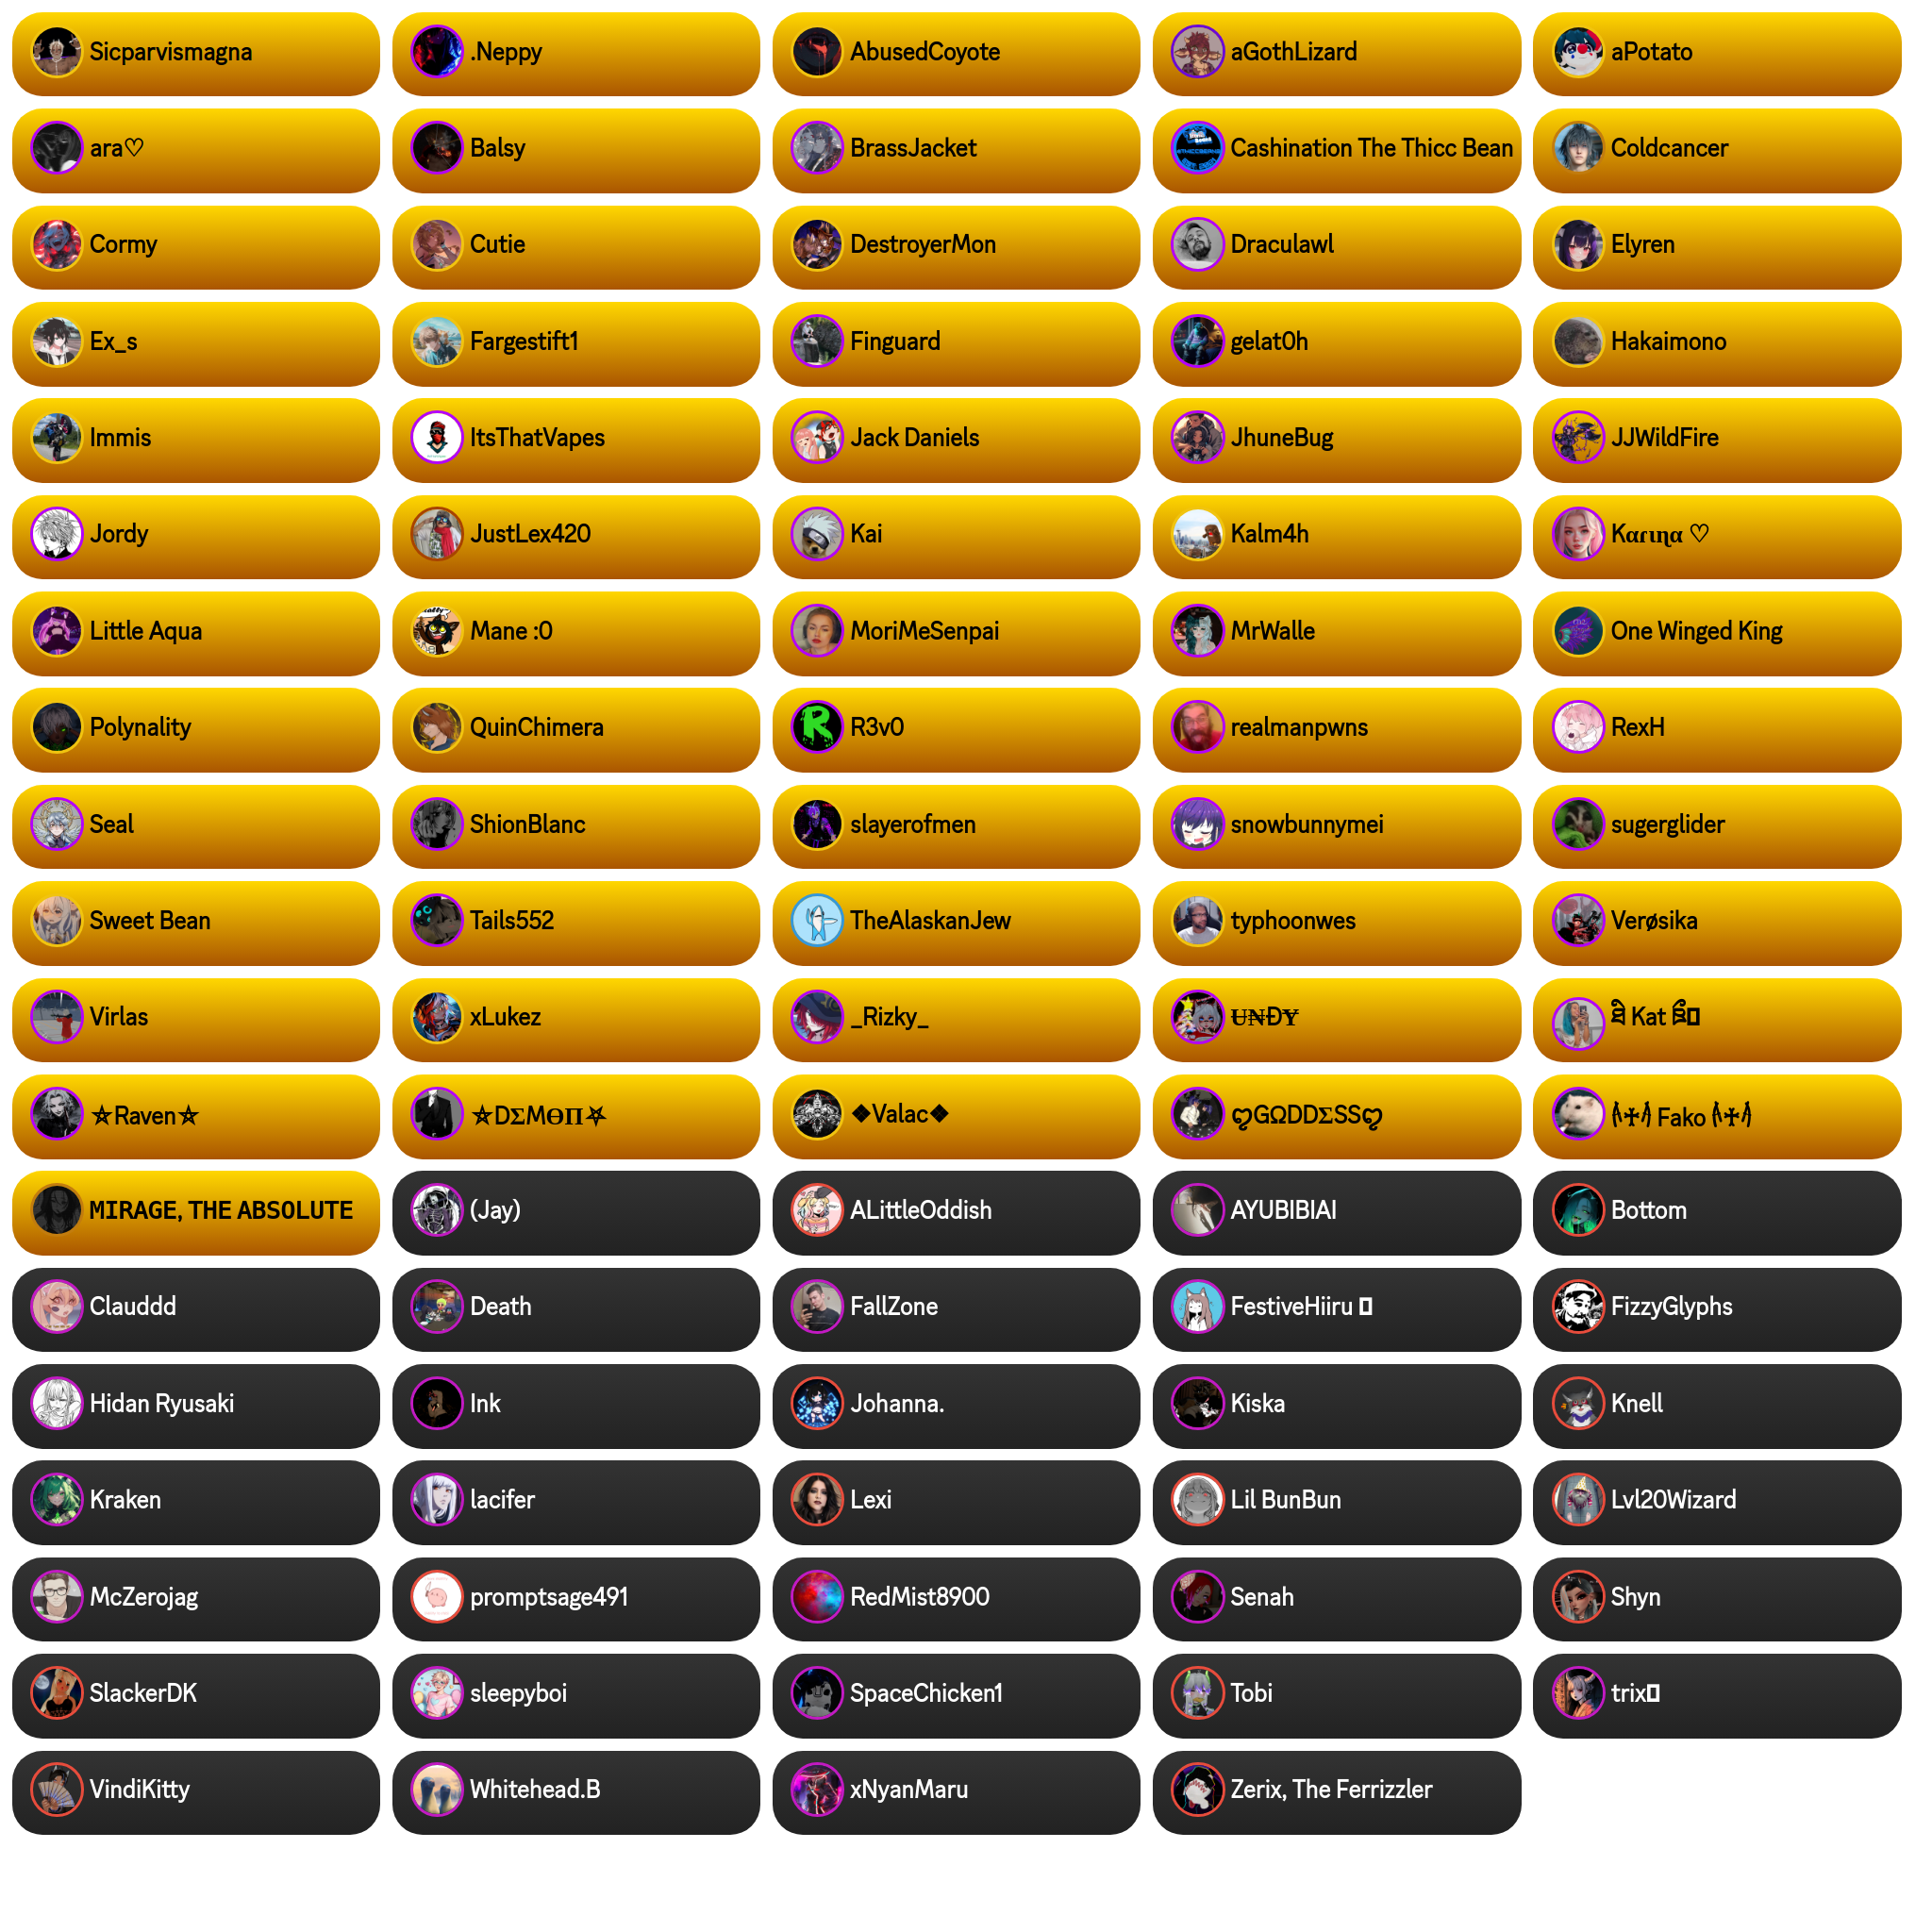 Sicparvismagna
.Neppy
AbusedCoyote
aGothLizard
aPotato
ara♡
Balsy
BrassJacket
Cashination The Thicc Bean
Coldcancer
Cormy
Cutie
DestroyerMon
Draculawl
Elyren
Ex_s
Fargestift1
Finguard
gelat0h
Hakaimono
Immis
ItsThatVapes
Jack Daniels
JhuneBug
JJWildFire
Jordy
JustLex420
Kai
Kalm4h
Kαɾιɳα ♡
Little Aqua
Mane :0
MoriMeSenpai
MrWalle
One Winged King
Polynality
QuinChimera
R3v0
realmanpwns
RexH
Seal
ShionBlanc
slayerofmen
snowbunnymei
sugerglider
Sweet Bean
Tails552
TheAlaskanJew
typhoonwes
Verøsika
Virlas
xLukez
_Rizky_
U̶₦ĐɎ
Kat
⛤Raven⛤
⛤DΣMӨΠ⛧
❖Valac❖
ღGΩDDΣSSღ
Fako
MIRAGE, THE ABSOLUTE
(Jay)
ALittleOddish
AYUBIBIAI
Bottom
Clauddd
Death
FallZone
FestiveHiiru
FizzyGlyphs
Hidan Ryusaki
Ink
Johanna.
Kiska
Knell
Kraken
lacifer
Lexi
Lil BunBun
Lvl20Wizard
McZerojag
promptsage491
RedMist8900
Senah
Shyn
SlackerDK
sleepyboi
SpaceChicken1
Tobi
trix
VindiKitty
Whitehead.B
xNyanMaru
Zerix, The Ferrizzler